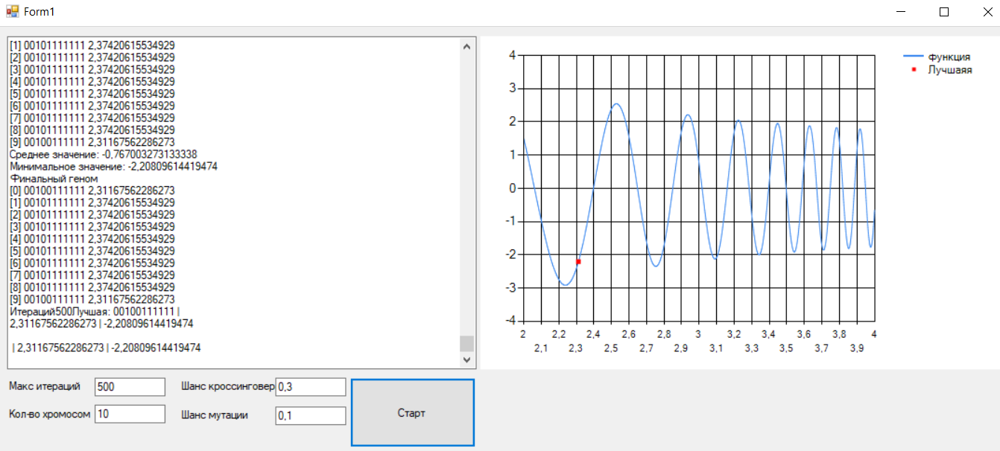 Form1
[1] 00101111111 2,37420615534929
[2] 00101111111 2,37420615534929
[3] 00101111111 2,37420615534929
[4] 00101111111 2,37420615534929
[5] 00101111111 2,37420615534929
[6] 00101111111 2,37420615534929
[7] 00101111111 2,37420615534929
[8] 00101111111 2,37420615534929
[9] 00100111111 2,31167562286273
Среднее значение: -0,767003273133338
Минимальное значение: -2,20809614419474
Финальный геном
[0] 00100111111 2,31167562286273
[1] 00101111111 2,37420615534929
[2] 00101111111 2,37420615534929
[3] 00101111111 2,37420615534929
[4] 00101111111 2,37420615534929
[5] 00101111111 2,37420615534929
[6] 00101111111 2,37420615534929
[7] 00101111111 2,37420615534929
[8] 00101111111 2,37420615534929
[9] 00100111111 2,31167562286273
Итераций500Лучшая: 00100111111 |
2,31167562286273 | -2,20809614419474
| 2,31167562286273 | -2,20809614419474
4
3
2
1
0
-1
-2
-3
-4
2 2,2 2,4 2,6 2,8 3 3,2 3,4 3,6 3,8 4
2,1 2,3 2,5 2,7 2,9 3,1 3,3 3,5 3,7 3,9
функция
Лучшаяя
Макс итераций 500 Шанс кроссинговер 0,3
Кол-во хромосом 10 Шанс мутации 0,1
Старт